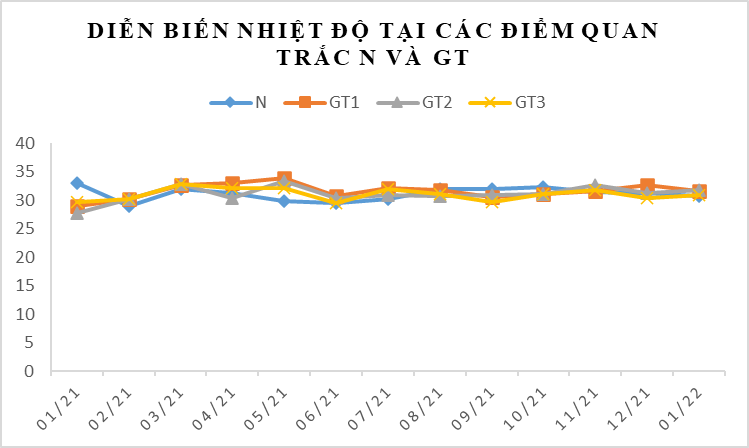 DIỄN BIẾN NHIỆT ĐỘ TẠI CÁC ĐIỂM QUAN
TRẮC N VÀ GT
N GT1 GT2 GT3
40
35
30
25
20
15
10
5
0
01/21 02/21 03/21 04/21 05/21 06/21 07/21 08/21 09/21 10/21 11/21 12/21 01/22